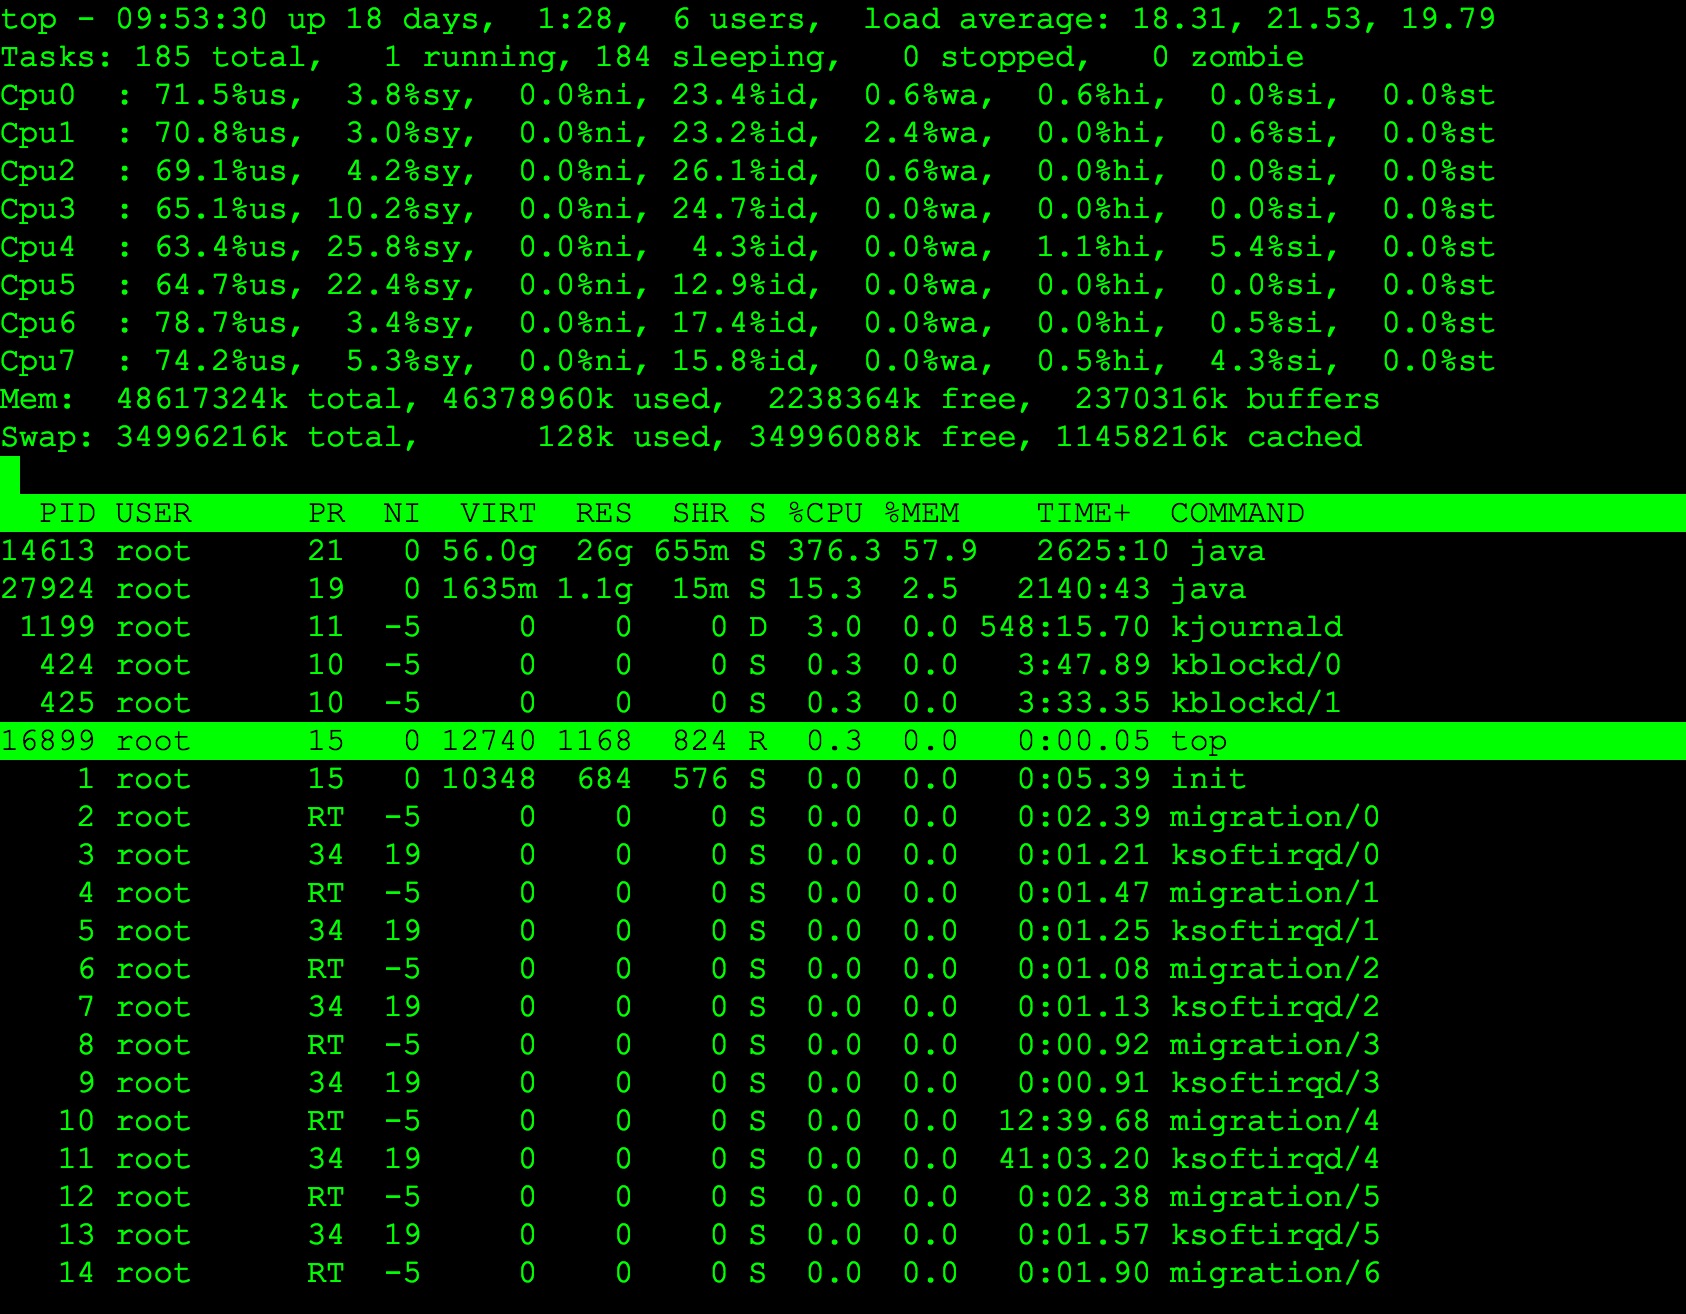 top - 09:53:30 up 18 days,  1:28,  6 users,  load average: 18.31, 21.53, 19.79
Tasks: 185 total,   1 running, 184 sleeping,   0 stopped,   0 zombie
Cpu0  : 71.5%us,  3.8%sy,  0.0%ni, 23.4%id,  0.6%wa,  0.6%hi,  0.0%si,  0.0%st
Cpu1  : 70.8%us,  3.0%sy,  0.0%ni, 23.2%id,  2.4%wa,  0.0%hi,  0.6%si,  0.0%st
Cpu2  : 69.1%us,  4.2%sy,  0.0%ni, 26.1%id,  0.6%wa,  0.0%hi,  0.0%si,  0.0%st
Cpu3  : 65.1%us, 10.2%sy,  0.0%ni, 24.7%id,  0.0%wa,  0.0%hi,  0.0%si,  0.0%st
Cpu4  : 63.4%us, 25.8%sy,  0.0%ni,  4.3%id,  0.0%wa,  1.1%hi,  5.4%si,  0.0%st
Cpu5  : 64.7%us, 22.4%sy,  0.0%ni, 12.9%id,  0.0%wa,  0.0%hi,  0.0%si,  0.0%st
Cpu6  : 78.7%us,  3.4%sy,  0.0%ni, 17.4%id,  0.0%wa,  0.0%hi,  0.5%si,  0.0%st
Cpu7  : 74.2%us,  5.3%sy,  0.0%ni, 15.8%id,  0.0%wa,  0.5%hi,  4.3%si,  0.0%st
Mem:  48617324k total, 46378960k used,  2238364k free,  2370316k buffers
Swap: 34996216k total,      128k used, 34996088k free, 11458216k cached
  PID USER      PR  NI  VIRT  RES  SHR S %CPU %MEM    TIME+  COMMAND
14613 root      21   0 56.0g  26g 655m S 376.3 57.9   2625:10 java
27924 root      19   0 1635m 1.1g  15m S 15.3  2.5   2140:43 java
 1199 root      11  -5     0    0    0 D  3.0  0.0 548:15.70 kjournald
  424 root      10  -5     0    0    0 S  0.3  0.0   3:47.89 kblockd/0
  425 root      10  -5     0    0    0 S  0.3  0.0   3:33.35 kblockd/1
16899 root      15   0 12740 1168  824 R  0.3  0.0   0:00.05 top
    1 root      15   0 10348  684  576 S  0.0  0.0   0:05.39 init
    2 root      RT  -5     0    0    0 S  0.0  0.0   0:02.39 migration/0
    3 root      34  19     0    0    0 S  0.0  0.0   0:01.21 ksoftirqd/0
    4 root      RT  -5     0    0    0 S  0.0  0.0   0:01.47 migration/1
    5 root      34  19     0    0    0 S  0.0  0.0   0:01.25 ksoftirqd/1
    6 root      RT  -5     0    0    0 S  0.0  0.0   0:01.08 migration/2
    7 root      34  19     0    0    0 S  0.0  0.0   0:01.13 ksoftirqd/2
    8 root      RT  -5     0    0    0 S  0.0  0.0   0:00.92 migration/3
    9 root      34  19     0    0    0 S  0.0  0.0   0:00.91 ksoftirqd/3
   10 root      RT  -5     0    0    0 S  0.0  0.0  12:39.68 migration/4
   11 root      34  19     0    0    0 S  0.0  0.0  41:03.20 ksoftirqd/4
   12 root      RT  -5     0    0    0 S  0.0  0.0   0:02.38 migration/5
   13 root      34  19     0    0    0 S  0.0  0.0   0:01.57 ksoftirqd/5
   14 root      RT  -5     0    0    0 S  0.0  0.0   0:01.90 migration/6